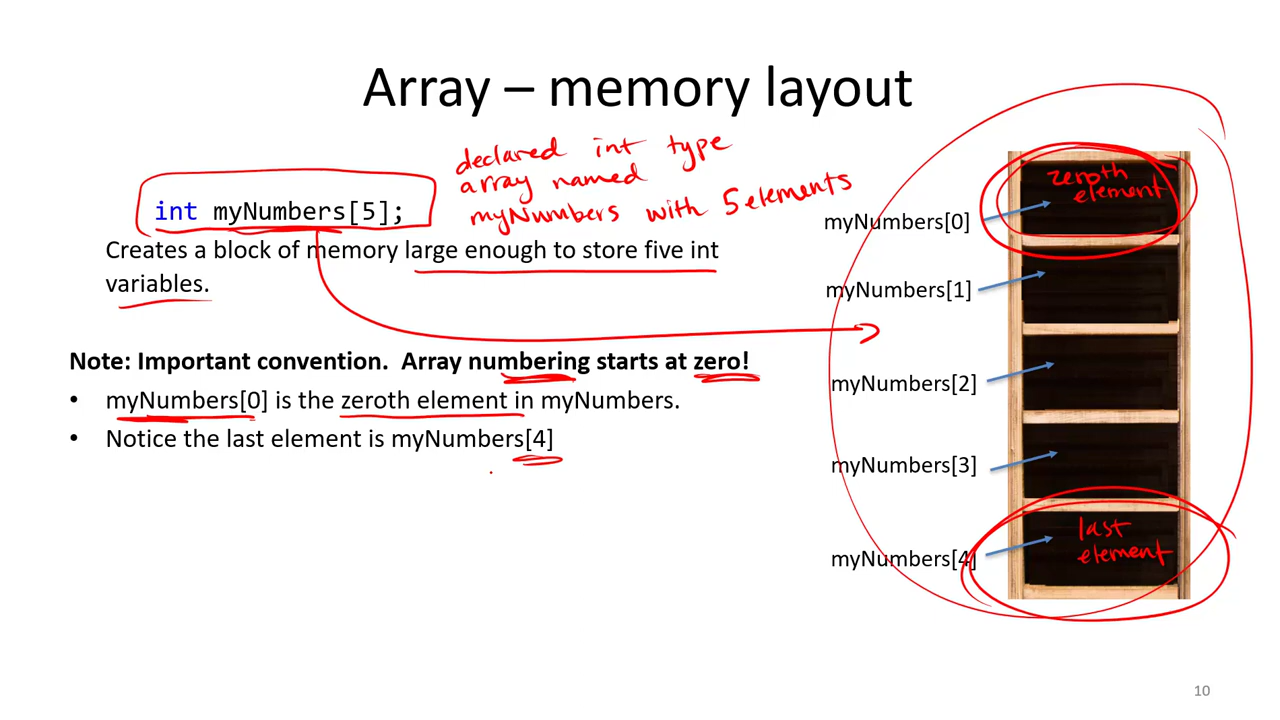 Array – memory layout
declared int type
array named
myNumbers with 5 elements
int myNumbers[5];
Creates a block of memory large enough to store five int
variables.
Note: Important convention. Array numbering starts at zero!
• myNumbers[0] is the zeroth element in myNumbers.
• Notice the last element is myNumbers[4]
zeroth
element
myNumbers[0]
myNumbers[1]
myNumbers[2]
myNumbers[3]
last
element
myNumbers[4]
10